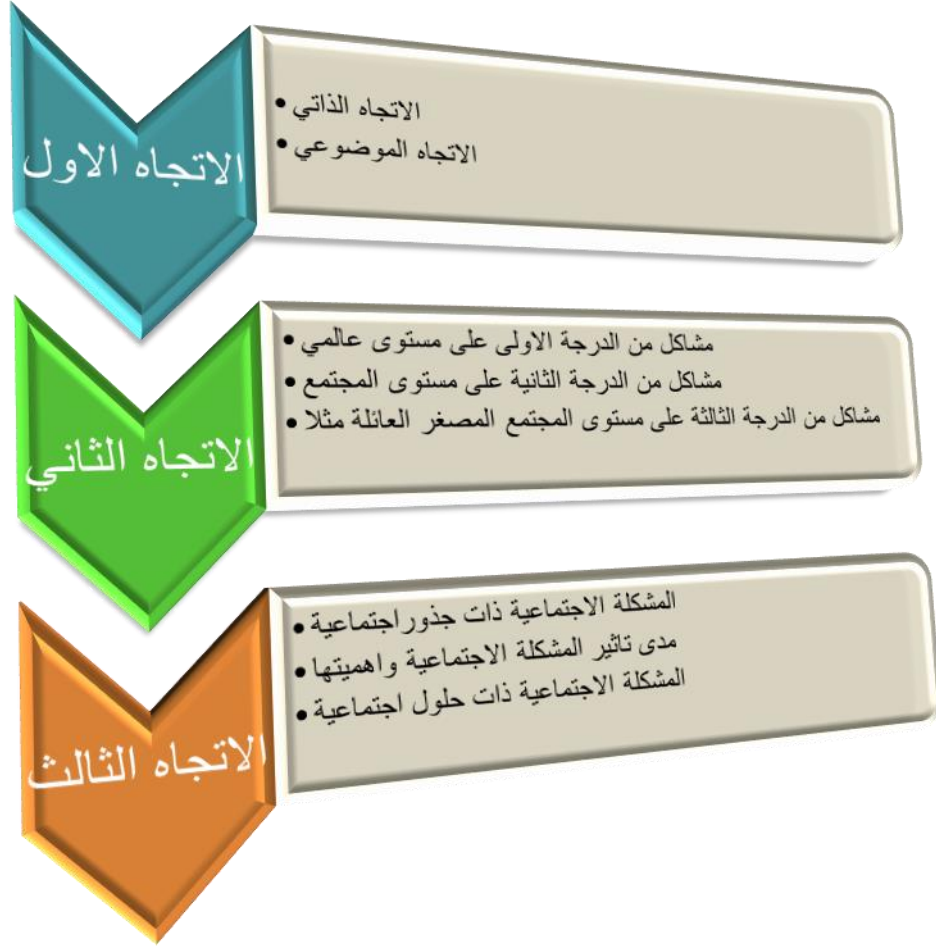 الاتجاه الاول
• الاتجاه الذاتي
• الاتجاه الموضوعي
الاتجاه الثاني
• مشاكل من الدرجة الاولى على مستوى عالمي
• مشاكل من الدرجة الثانية على مستوى المجتمع
• مشاكل من الدرجة الثالثة على مستوى المجتمع المصغر العائلة مثلا
الاتجاه الثالث
• المشكلة الاجتماعية ذات جذوراجتماعية
• مدى تاثير المشكلة الاجتماعية واهميتها
• المشكلة الاجتماعية ذات حلول اجتماعية